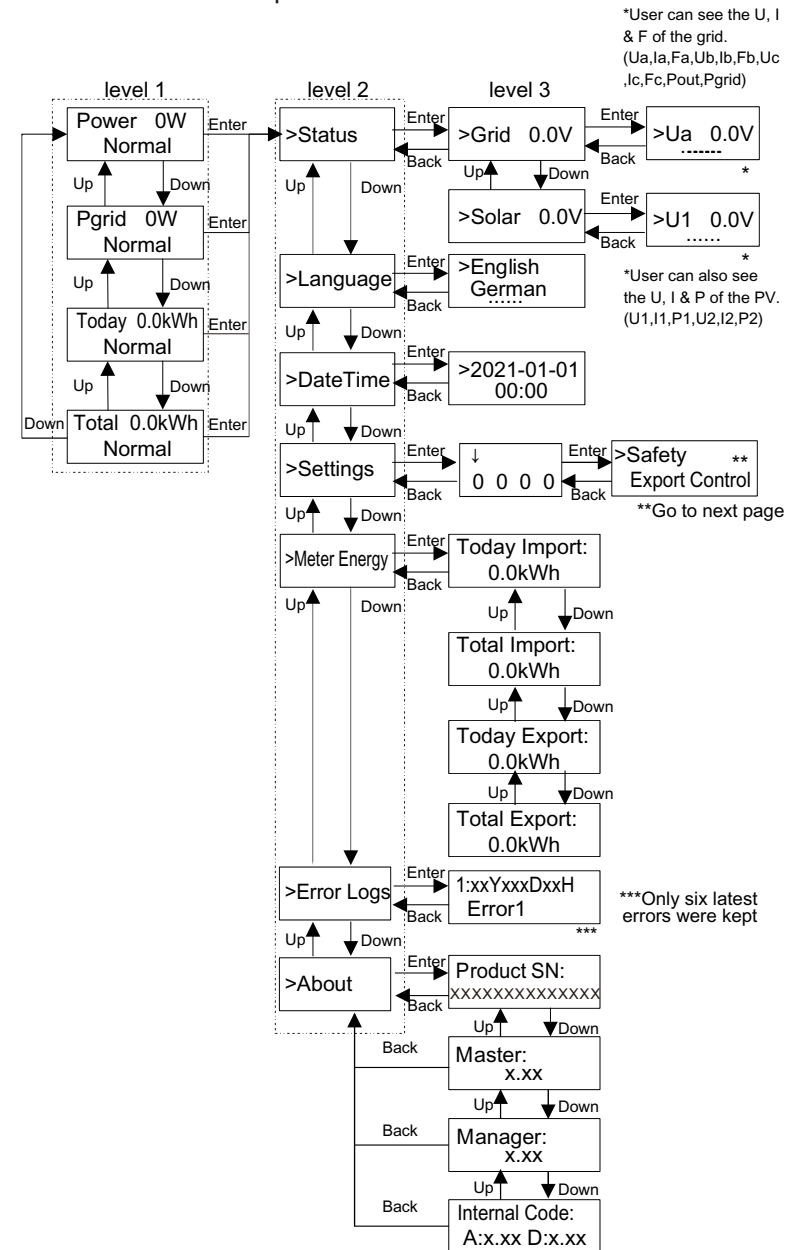 *User can see the U, I
& F of the grid.
(Ua,Ia,Fa,Ub,Ib,Fb,Uc
,Ic,Fc,Pout,Pgrid)
level 1
level 2
level 3
Power 0W
Normal
Enter
Up
Down
Pgrid 0W
Normal
Enter
Up
Down
Today 0.0kWh
Normal
Enter
Up
Down
Down
Total 0.0kWh
Normal
Enter
>Status
Enter
Back
>Grid 0.0V
Enter
Back
>Ua 0.0V
.......
*
Up
Down
Up
Down
>Solar 0.0V
Enter
Back
>U1 0.0V
......
*
*User can also see
the U, I & P of the PV.
(U1,I1,P1,U2,I2,P2)
>Language
Enter
Back
>English
German
......
Up
Down
>DateTime
Enter
Back
>2021-01-01
00:00
Up
Down
>Settings
Enter
Back
↓
0 0 0 0
Enter
Back
>Safety **
Export Control
**Go to next page
Up
Down
>Meter Energy
Enter
Back
Today Import:
0.0kWh
Up
Down
Up
Down
Total Import:
0.0kWh
Up
Down
Today Export:
0.0kWh
Up
Down
Total Export:
0.0kWh
>Error Logs
Enter
Back
1:xxYxxxDxxH
Error1
***
***Only six latest
errors were kept
Up
Down
>About
Enter
Back
Product SN:
XXXXXXXXXXXXXX
Up
Down
Back
Master:
x.xx
Up
Down
Back
Manager:
x.xx
Up
Down
Back
Internal Code:
A:x.xx D:x.xx